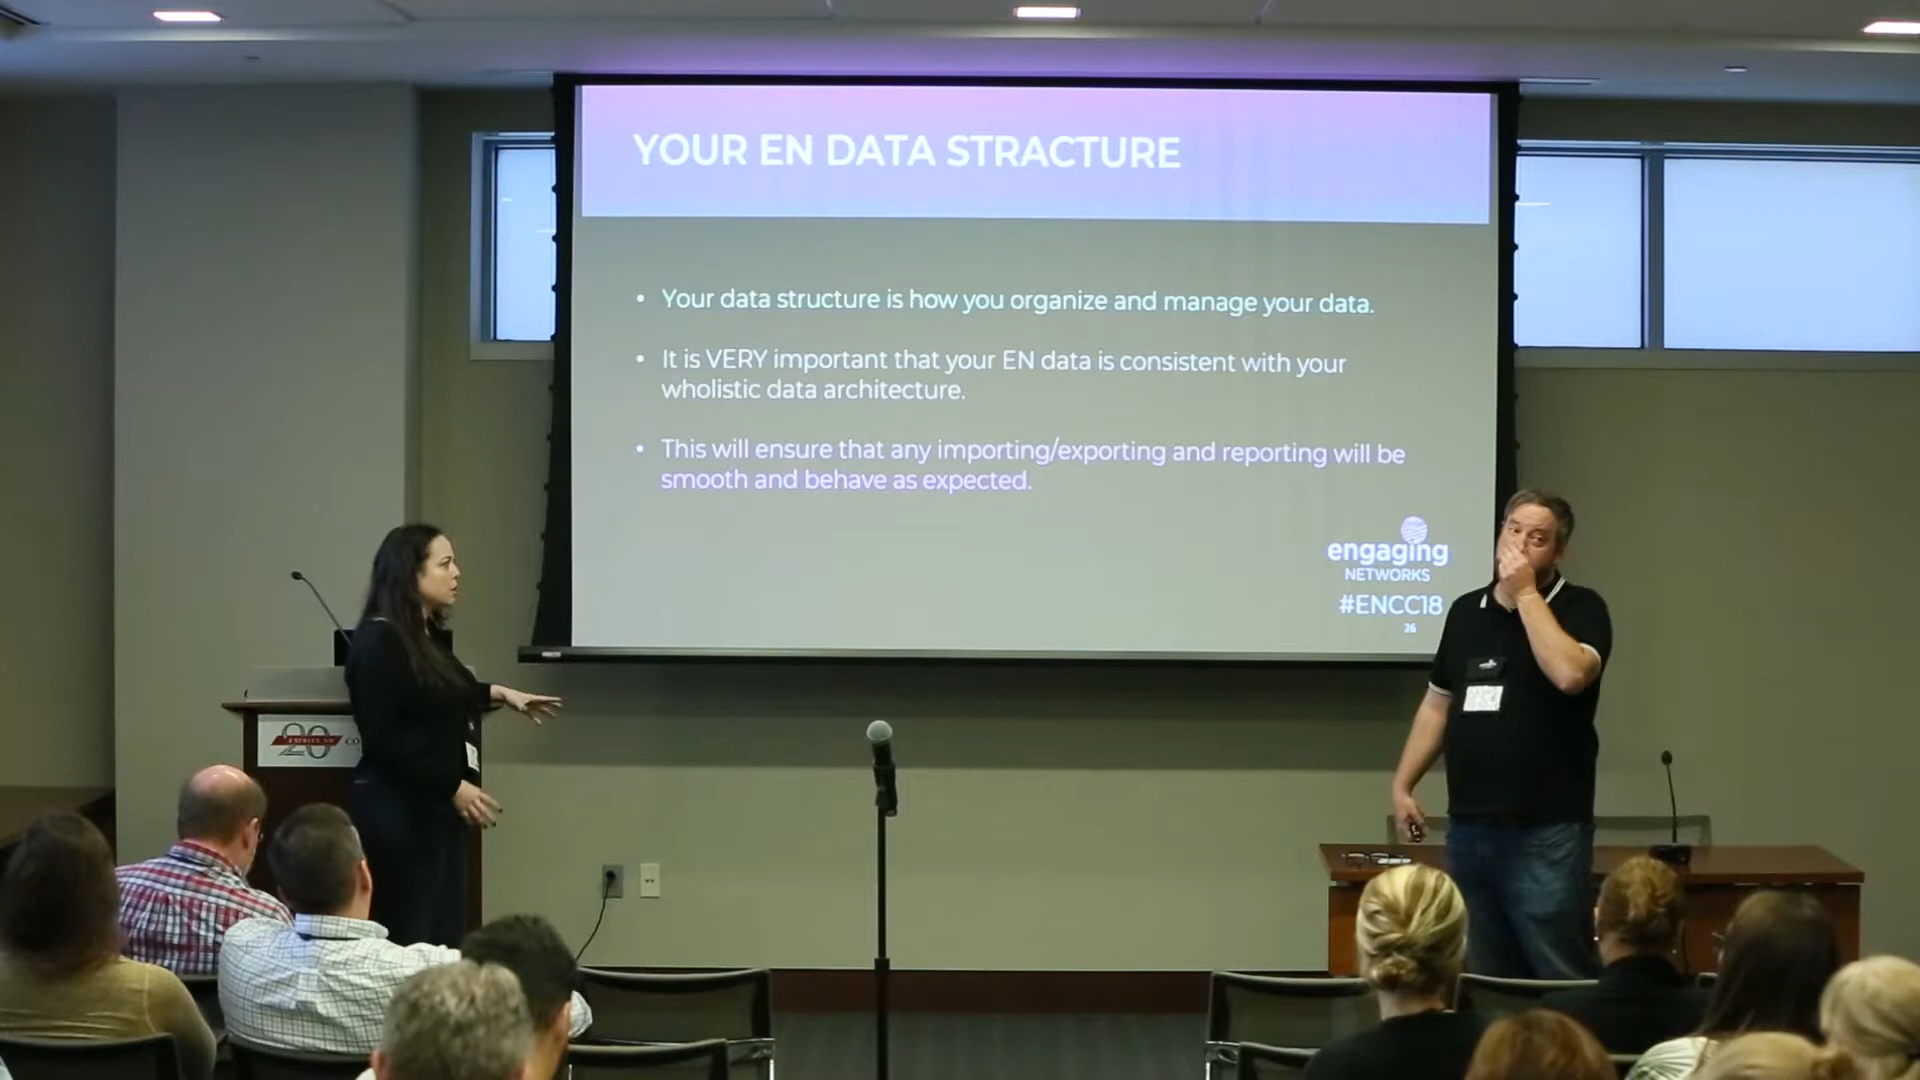 YOUR EN DATA STRACTURE
• Your data structure is how you organize and manage your data.
• It is VERY important that your EN data is consistent with your
wholistic data architecture.
• This will ensure that any importing/exporting and reporting will be
smooth and behave as expected.
engaging
NETWORKS
#ENCC18
26
20
CO